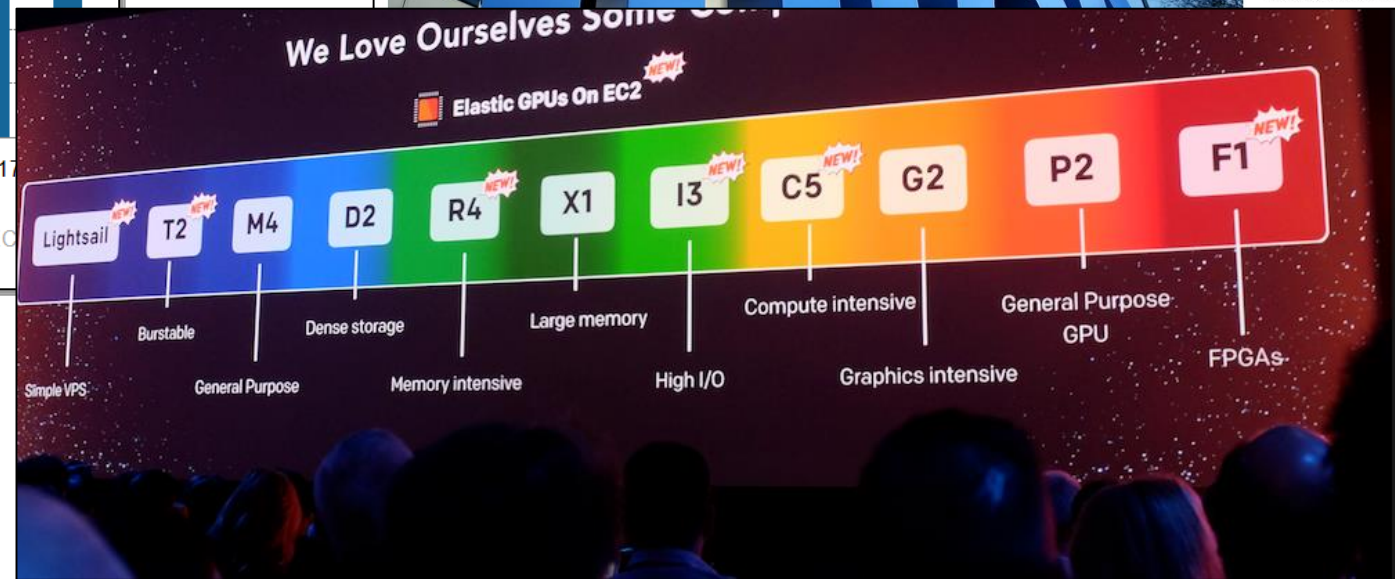 We Love Ourselves Some
Elastic GPUs On EC2 NEW!
Lightsail NEW!
T2 NEW!
M4
D2
R4 NEW!
X1
I3 NEW!
C5 NEW!
G2
P2
F1 NEW!
Simple VPS
Burstable
General Purpose
Dense storage
Memory intensive
Large memory
High I/O
Compute intensive
Graphics intensive
General Purpose
GPU
FPGAs
17